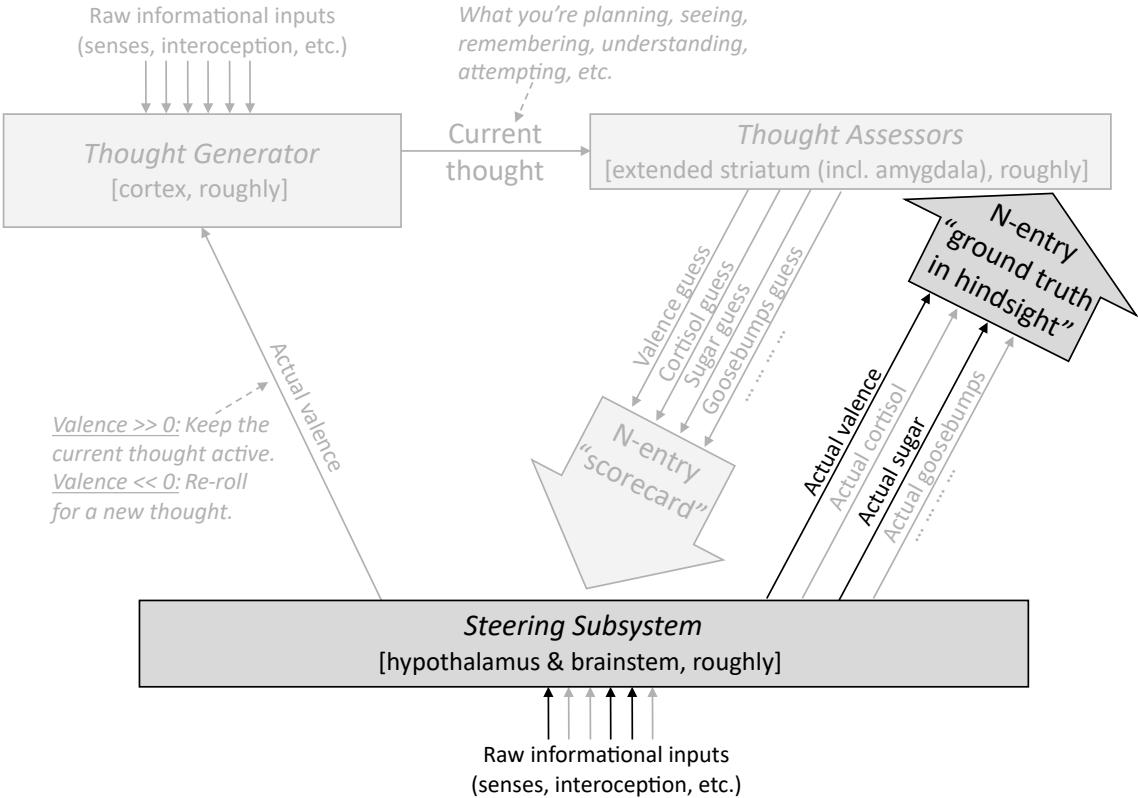 Raw informational inputs
(senses, interoception, etc.)
What you’re planning, seeing,
remembering, understanding,
attempting, etc.
Thought Generator
[cortex, roughly]
Current
thought
Thought Assessors
[extended striatum (incl. amygdala), roughly]
Valence guess
Cortisol guess
Sugar guess
Goosebumps guess
... ... ... ...
N-entry
“scorecard”
N-entry
“ground truth
in hindsight”
Actual valence
Actual cortisol
Actual sugar
Actual goosebumps
... ... ... ...
Actual valence
Valence >> 0: Keep the
current thought active.
Valence << 0: Re-roll
for a new thought.
Steering Subsystem
[hypothalamus & brainstem, roughly]
Raw informational inputs
(senses, interoception, etc.)